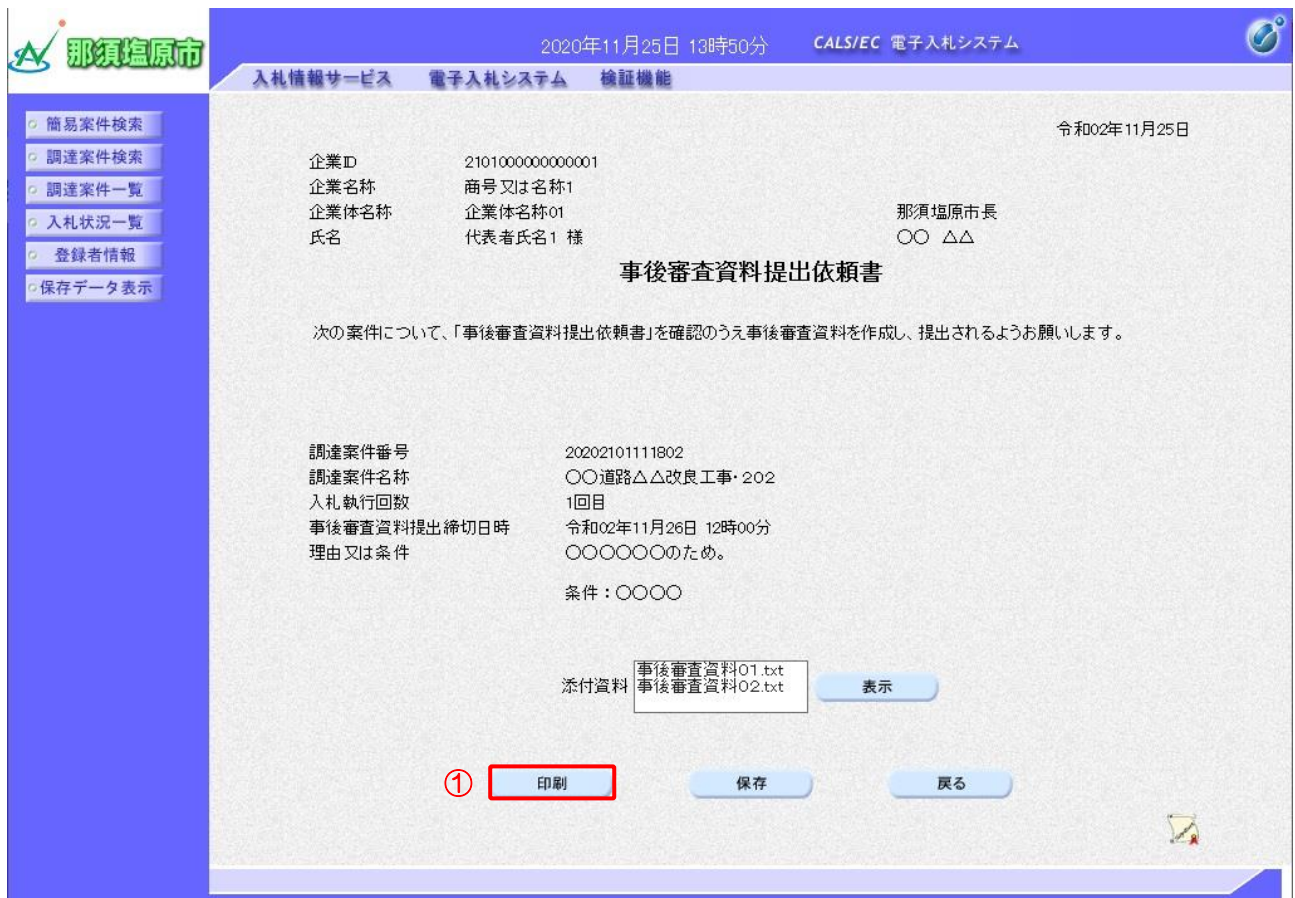 那須塩原市
2020年11月25日 13時50分 CALS/EC 電子入札システム
入札情報サービス 電子入札システム 検証機能
簡易案件検索
調達案件検索
調達案件一覧
入札状況一覧
登録者情報
保存データ表示
令和02年11月25日
企業ID 2101000000000001
企業名称 商号又は名称1
企業体名称 企業体名称01 那須塩原市長
氏名 代表者氏名1 様 〇〇 △△
事後審査資料提出依頼書
次の案件について、「事後審査資料提出依頼書」を確認のうえ事後審査資料を作成し、提出されるようお願いします。
調達案件番号 20202101111802
調達案件名称 〇〇道路△△改良工事・202
入札執行回数 1回目
事後審査資料提出締切日時 令和02年11月26日 12時00分
理由又は条件 〇〇〇〇〇〇のため。
条件：〇〇〇〇
添付資料 事後審査資料01.txt
事後審査資料02.txt
表示
① 印刷 保存 戻る